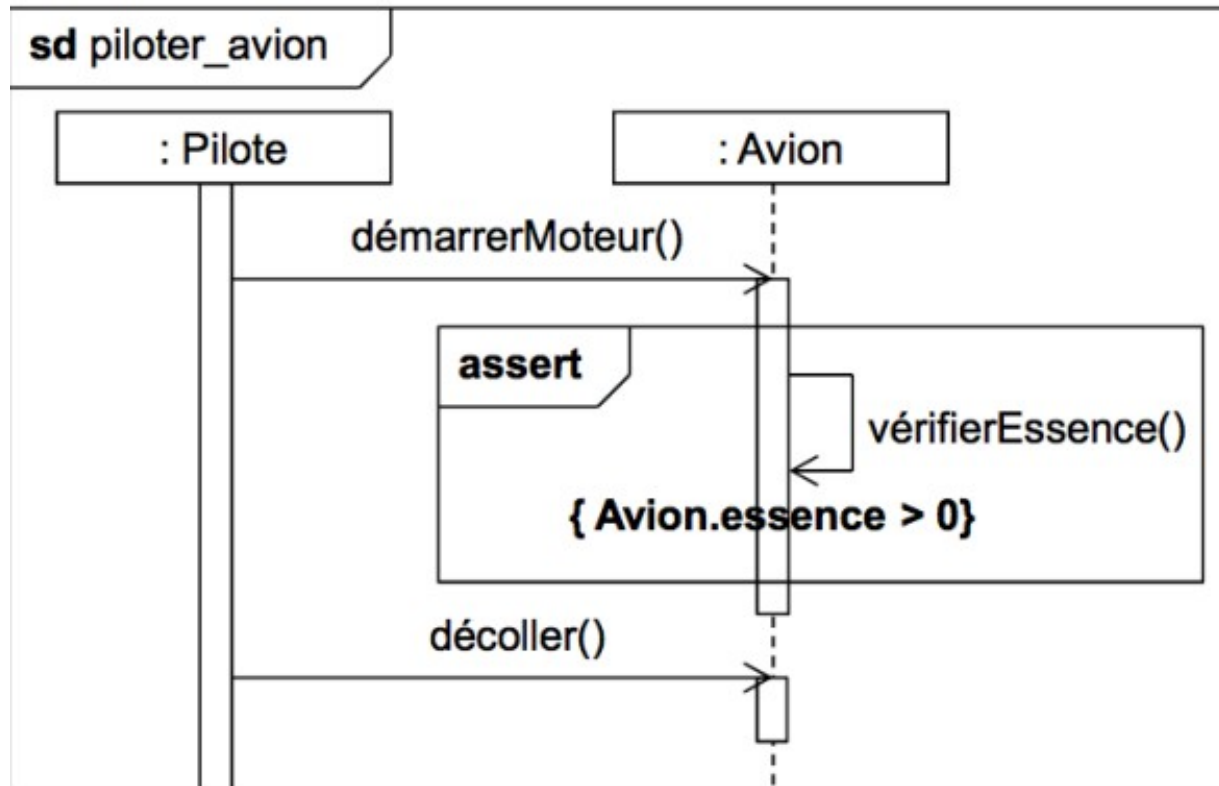 sd piloter_avion
: Pilote
: Avion
démarrerMoteur()
assert
vérifierEssence()
{ Avion.essence > 0}
décoller()